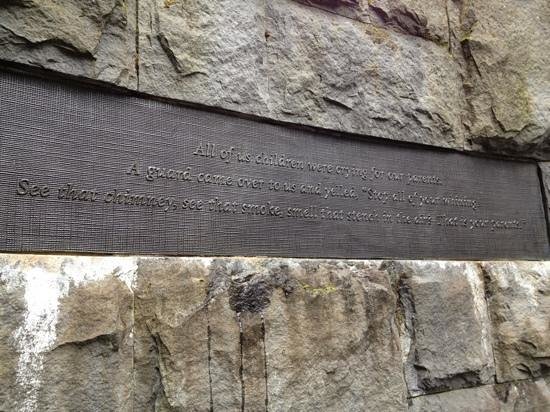 All of us children were crying for our parents.
A guard came over to us and yelled, "Stop all of your whining.
See that chimney, see that smoke, smell that stench in the air? That is your parents!"